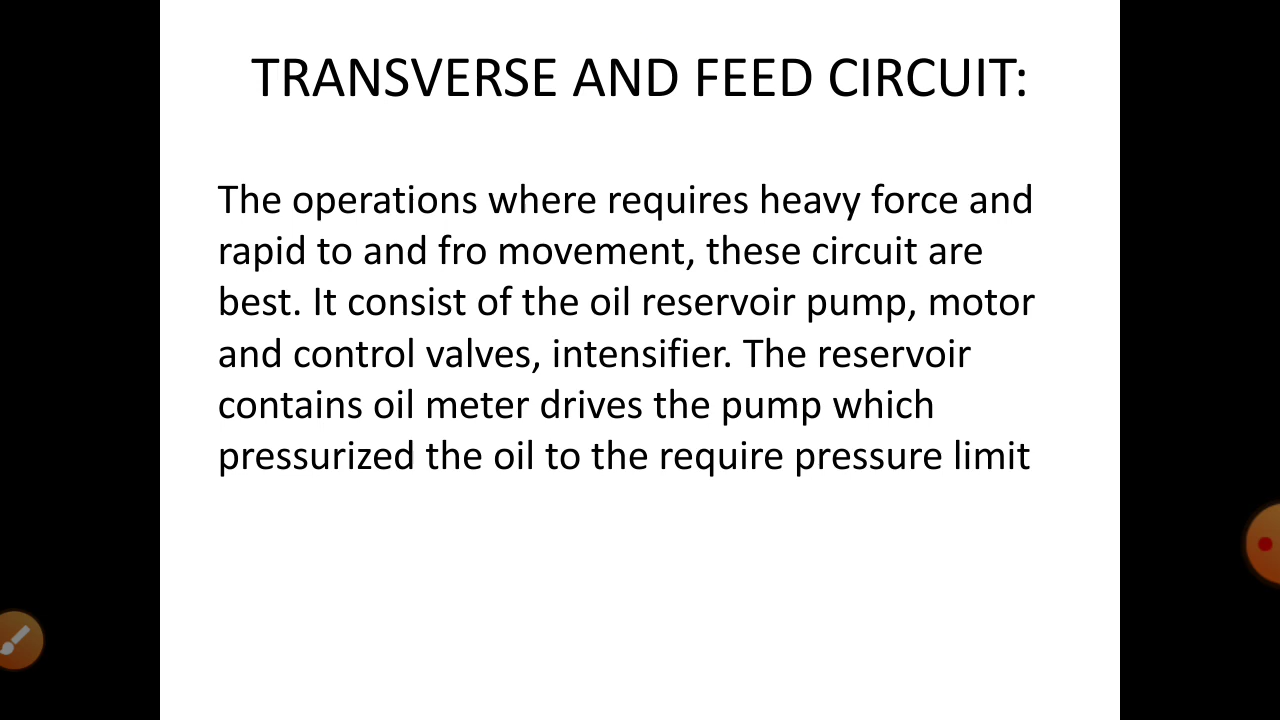 TRANSVERSE AND FEED CIRCUIT:
The operations where requires heavy force and
rapid to and fro movement, these circuit are
best. It consist of the oil reservoir pump, motor
and control valves, intensifier. The reservoir
contains oil meter drives the pump which
pressurized the oil to the require pressure limit